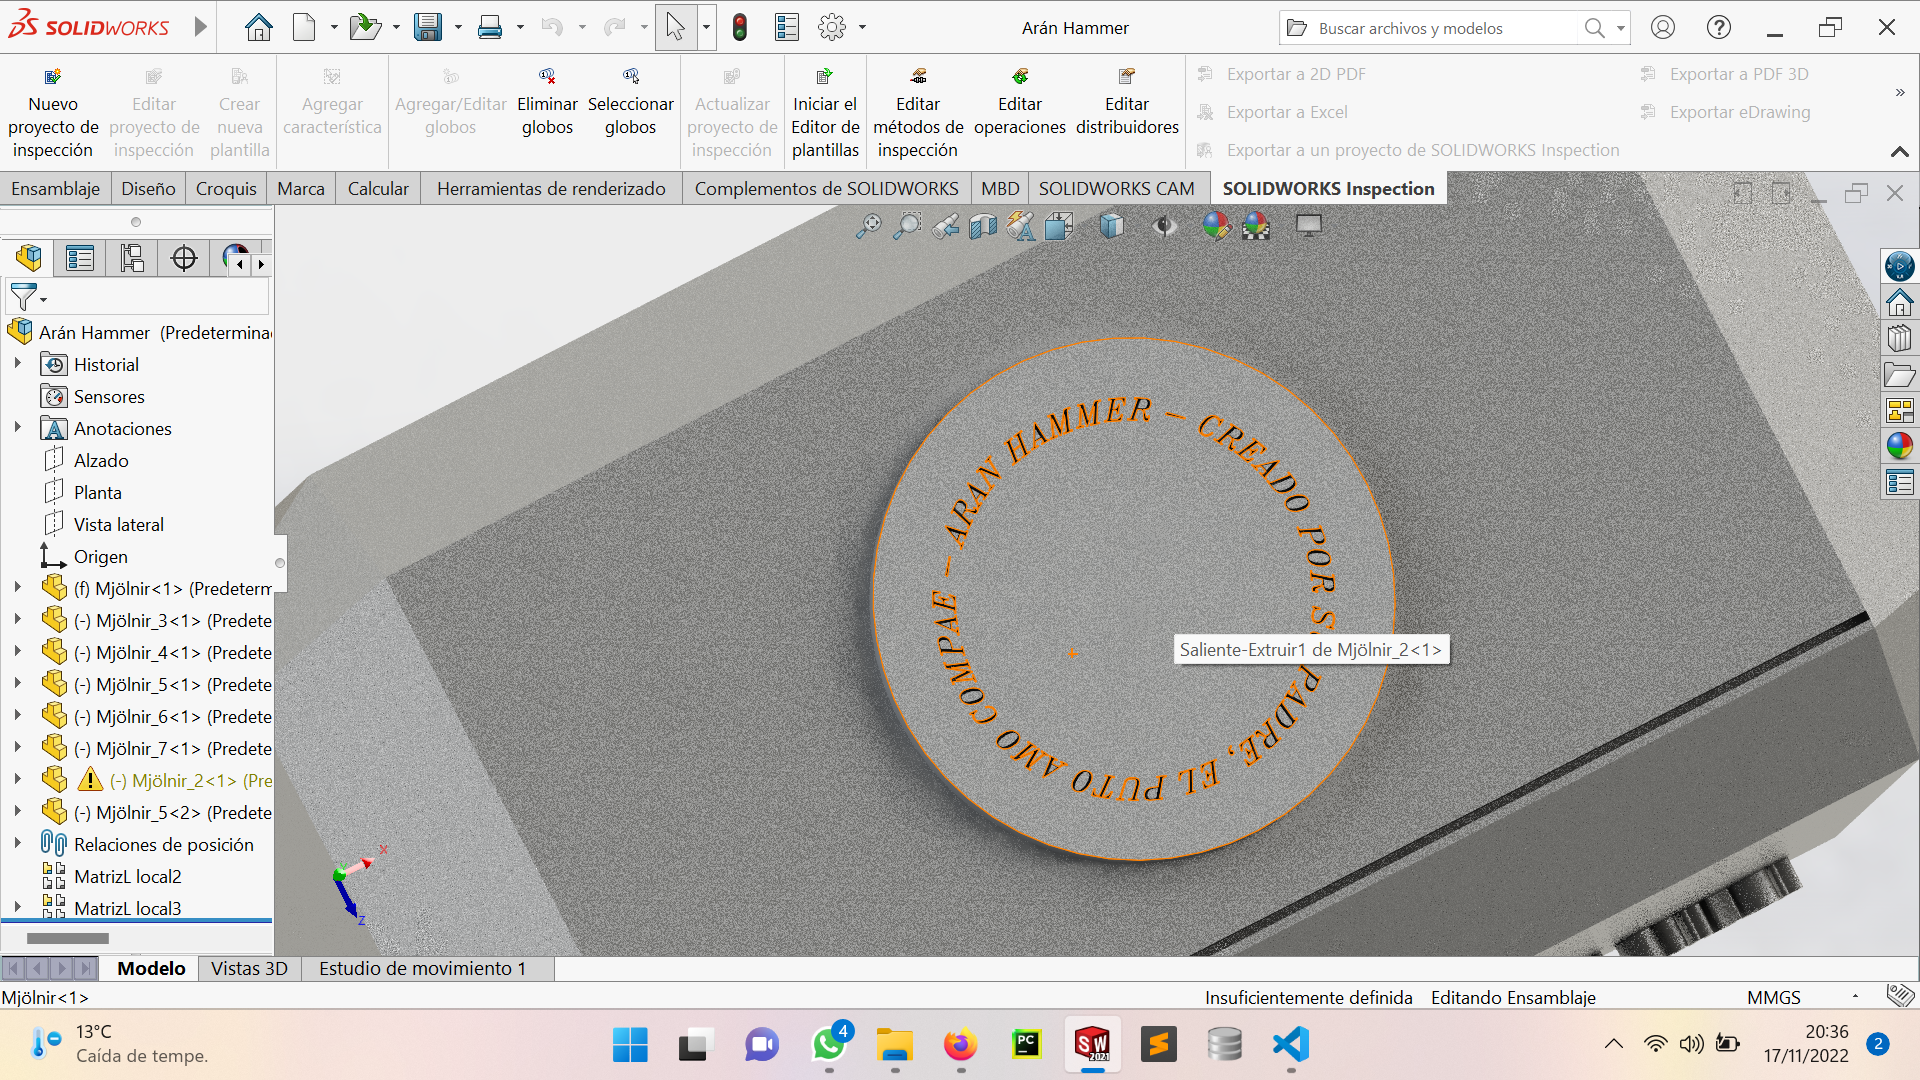 SOLIDWORKS
Arán Hammer
Buscar archivos y modelos
Nuevo proyecto de inspección
Editar proyecto de inspección
Crear nueva plantilla
Agregar característica
Agregar/Editar globos
Eliminar globos
Seleccionar globos
Actualizar proyecto de inspección
Iniciar el Editor de plantillas
Editar métodos de inspección
Editar operaciones
Editar distribuidores
Exportar a 2D PDF
Exportar a Excel
Exportar a un proyecto de SOLIDWORKS Inspection
Exportar a PDF 3D
Exportar eDrawing
Ensamblaje
Diseño
Croquis
Marca
Calcular
Herramientas de renderizado
Complementos de SOLIDWORKS
MBD
SOLIDWORKS CAM
SOLIDWORKS Inspection
Arán Hammer (Predetermina
Historial
Sensores
Anotaciones
Alzado
Planta
Vista lateral
Origen
(f) Mjölnir<1> (Predeterm
(-) Mjölnir_3<1> (Predete
(-) Mjölnir_4<1> (Predete
(-) Mjölnir_5<1> (Predete
(-) Mjölnir_6<1> (Predete
(-) Mjölnir_7<1> (Predete
(-) Mjölnir_2<1> (Pre
(-) Mjölnir_5<2> (Predete
Relaciones de posición
MatrizL local2
MatrizL local3
ARAN HAMMER – CREADO POR S PADRE, EL PUTO AMO COMPAE –
Saliente-Extruir1 de Mjölnir_2<1>
X
Z
Modelo
Vistas 3D
Estudio de movimiento 1
Mjölnir<1>
Insuficientemente definida
Editando Ensamblaje
MMGS
13°C
Caída de tempe.
4
PC
SW
2021
20:36
17/11/2022
2